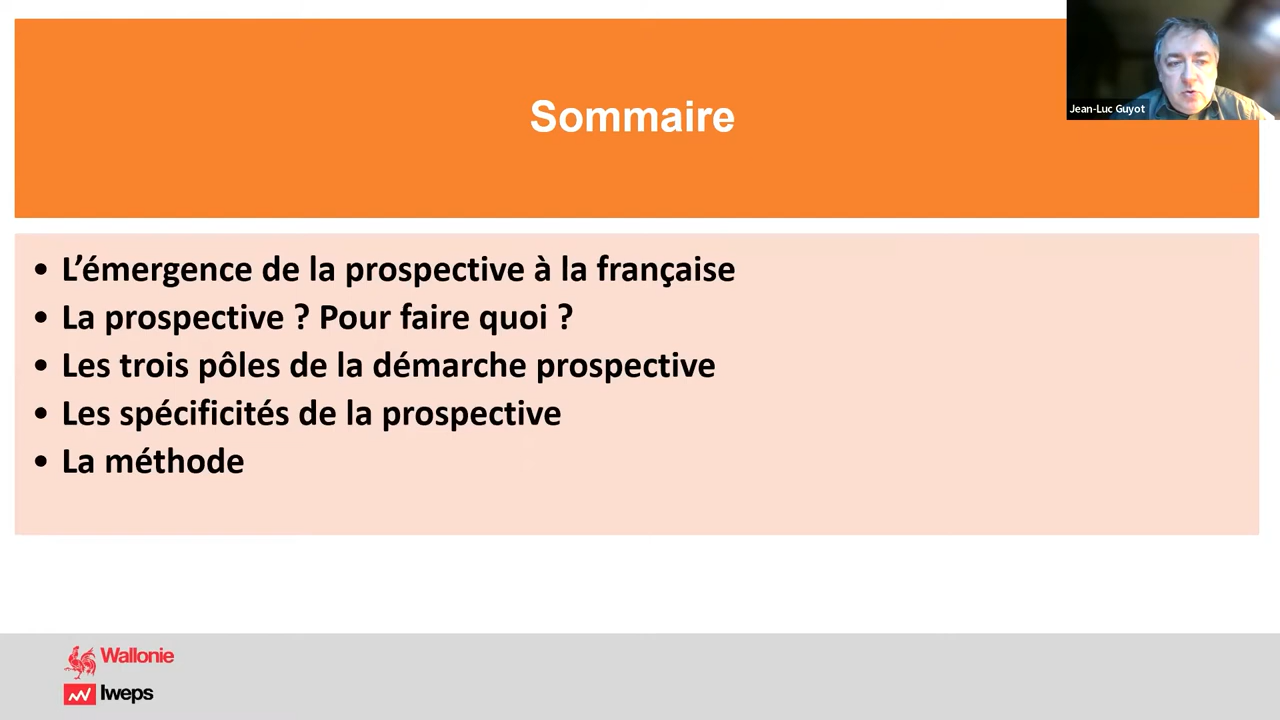 Sommaire
Jean-Luc Guyot
• L’émergence de la prospective à la française
• La prospective ? Pour faire quoi ?
• Les trois pôles de la démarche prospective
• Les spécificités de la prospective
• La méthode
Wallonie
Iweps